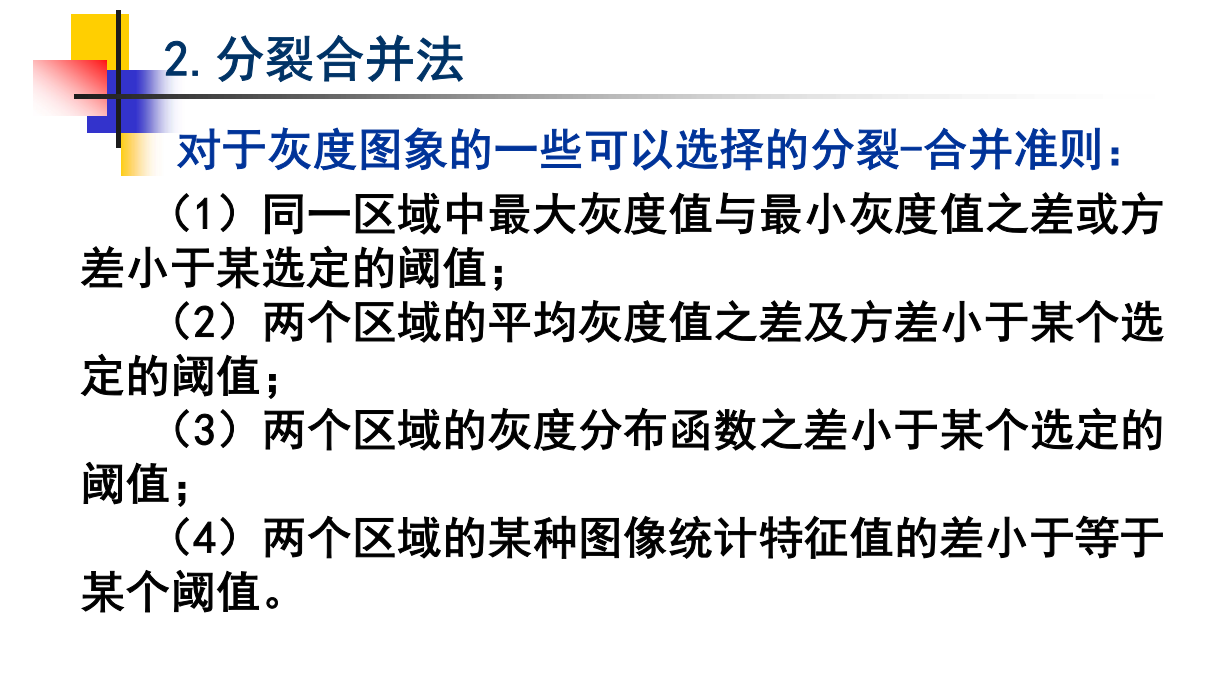 2.分裂合并法
对于灰度图象的一些可以选择的分裂-合并准则：
（1）同一区域中最大灰度值与最小灰度值之差或方
差小于某选定的阈值；
（2）两个区域的平均灰度值之差及方差小于某个选
定的阈值；
（3）两个区域的灰度分布函数之差小于某个选定的
阈值；
（4）两个区域的某种图像统计特征值的差小于等于
某个阈值。